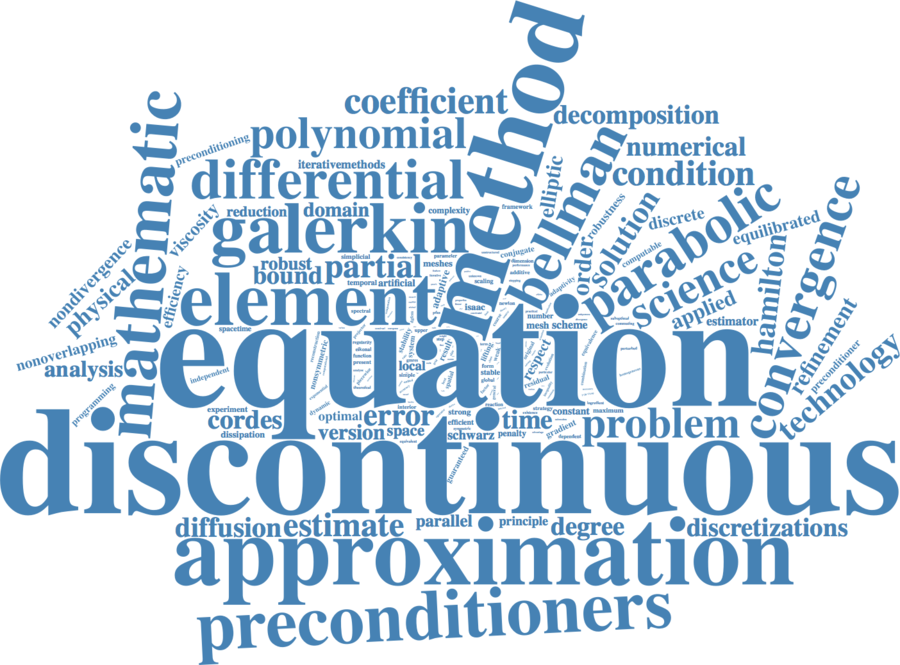 method
coefficient
decomposition
mathematic
polynomial
bellman
numerical
preconditioning
iterativemethods
elliptic
condition
differential
robustness
solution
parabolic
convergence
viscosity
reduction
domain
complexity
framework
discrete
equilibrated
galerkin
order
computable
science
nondivergence
physical
efficiency
robust
bound
partial
simplicial
parameter
meshes
conjugate
additive
adaptivity
hamilton
temporal
artificial
adaptive
scaling
element
spectral
isaac
newton
number
mesh
scheme
applied
estimator
refinement
spacetime
nonoverlapping
analysis
equation
nonsymmetric
stability
system
result
local
fitting
respect
stable
global
residual
independent
preconditioner
technology
programming
experiment
cordes
dissipation
dynamic
optimal
error
interior
strong
efficient
time
strategy
constant
maximum
problem
version
space
schwarz
penalty
gradient
dependent
guaranteed
discontinuous
diffusion
estimate
parallel
principle
degree
discretizations
approximation
preconditioners